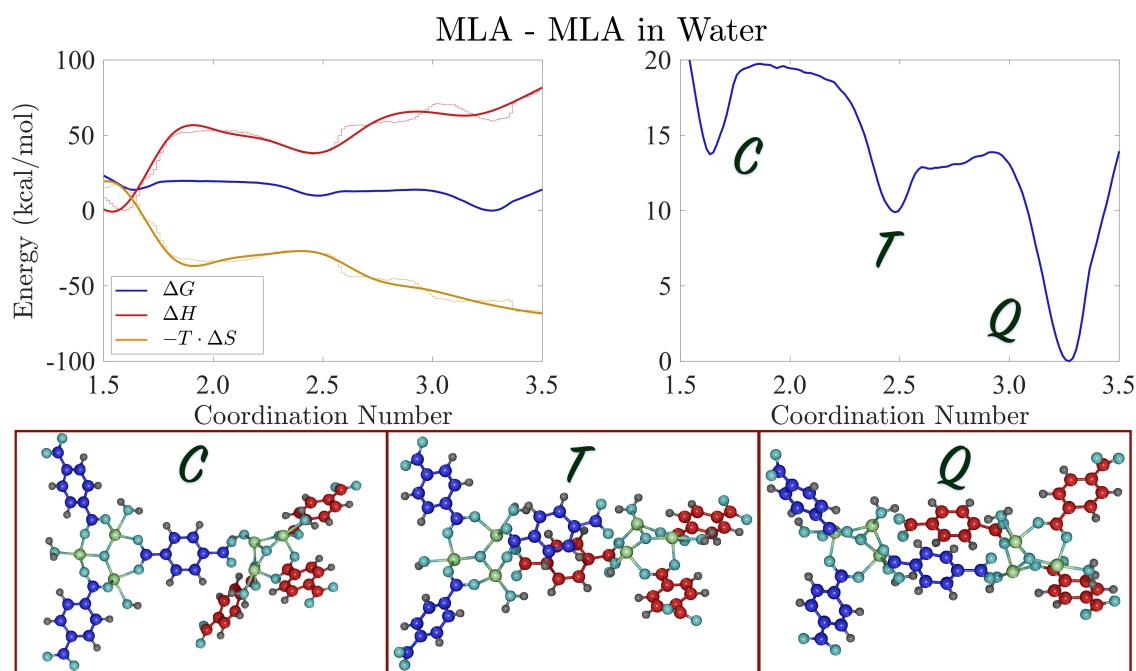 MLA - MLA in Water
Energy (kcal/mol)
100
50
0
-50
-100
ΔG
ΔH
−T · ΔS
1.5 2.0 2.5 3.0 3.5
Coordination Number
20
15
10
5
0
C
T
Q
1.5 2.0 2.5 3.0 3.5
Coordination Number
C T Q